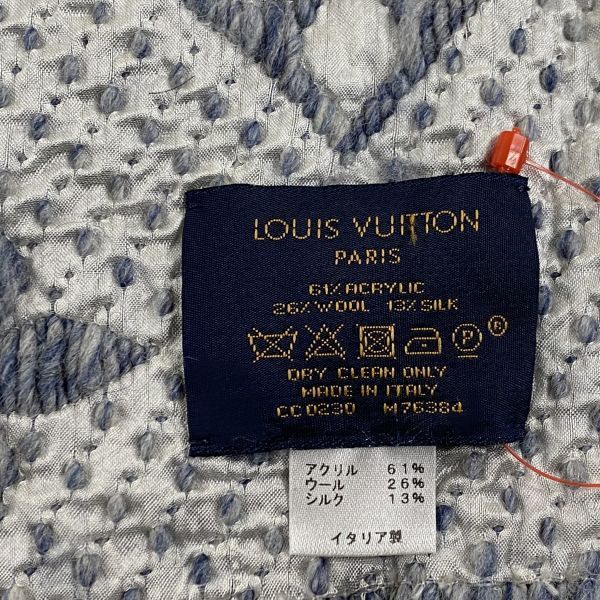 LOUIS VUITTON
PARIS
61% ACRYLIC
26% WOOL 13% SILK
P
DRY CLEAN ONLY
MADE IN ITALY
CC0230 M76384
アクリル 61%
ウール 26%
シルク 13%
イタリア製